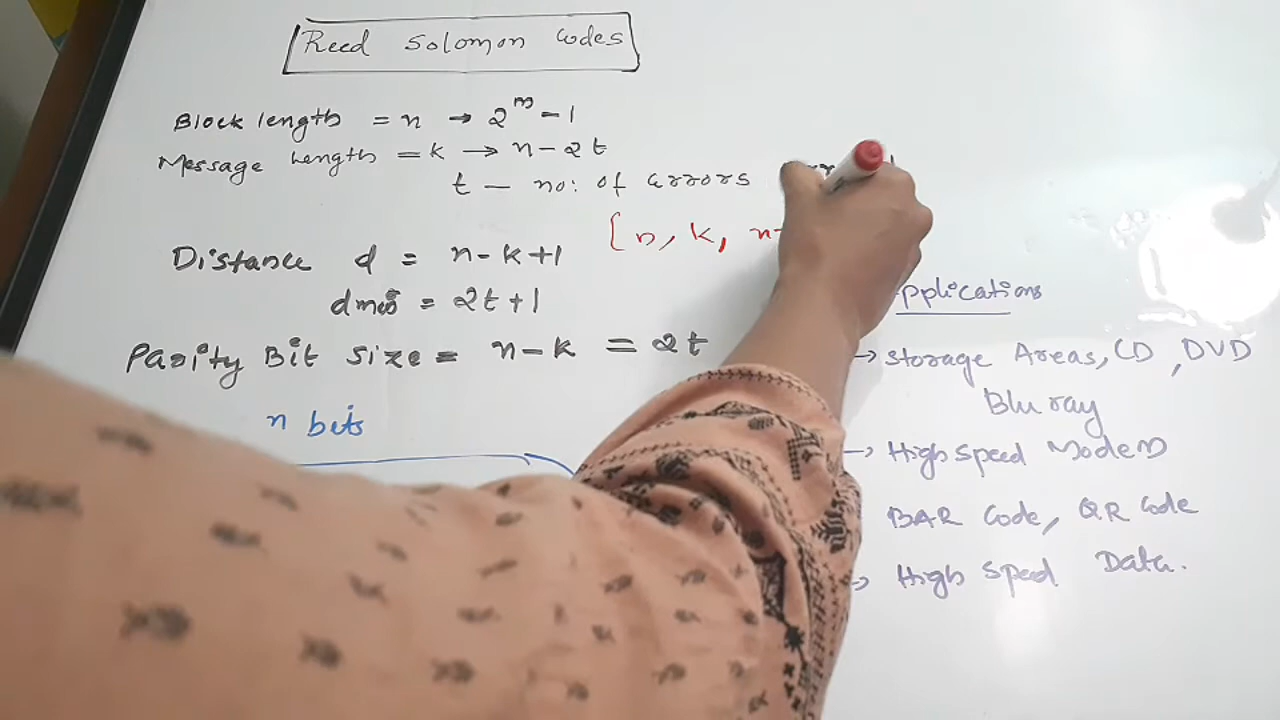 Reed Solomon Codes
Block length = n → 2^m - 1
Message Length = k → n - 2t
t — no: of errors
[n, k, n-
Distance d = n - k + 1
dmin = 2t + 1
Parity Bit Size = n - k = 2t
n bits
Applications
→ Storage Areas, CD, DVD
Blu ray
→ High Speed Modem
BAR Code, QR Code
→ High Speed Data.